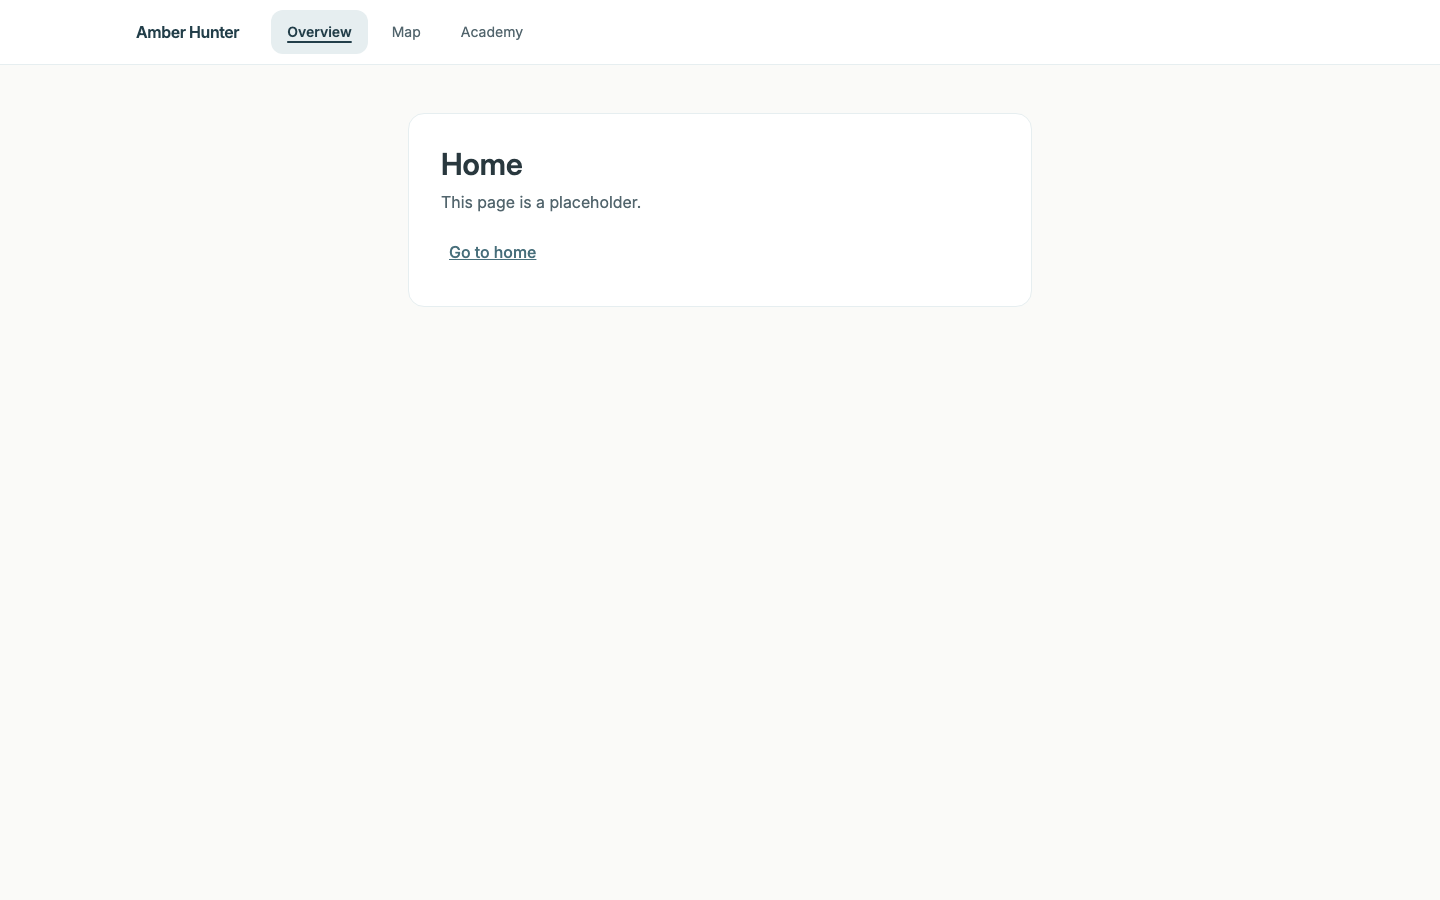 Amber Hunter
Overview
Map
Academy
Home
This page is a placeholder.
Go to home